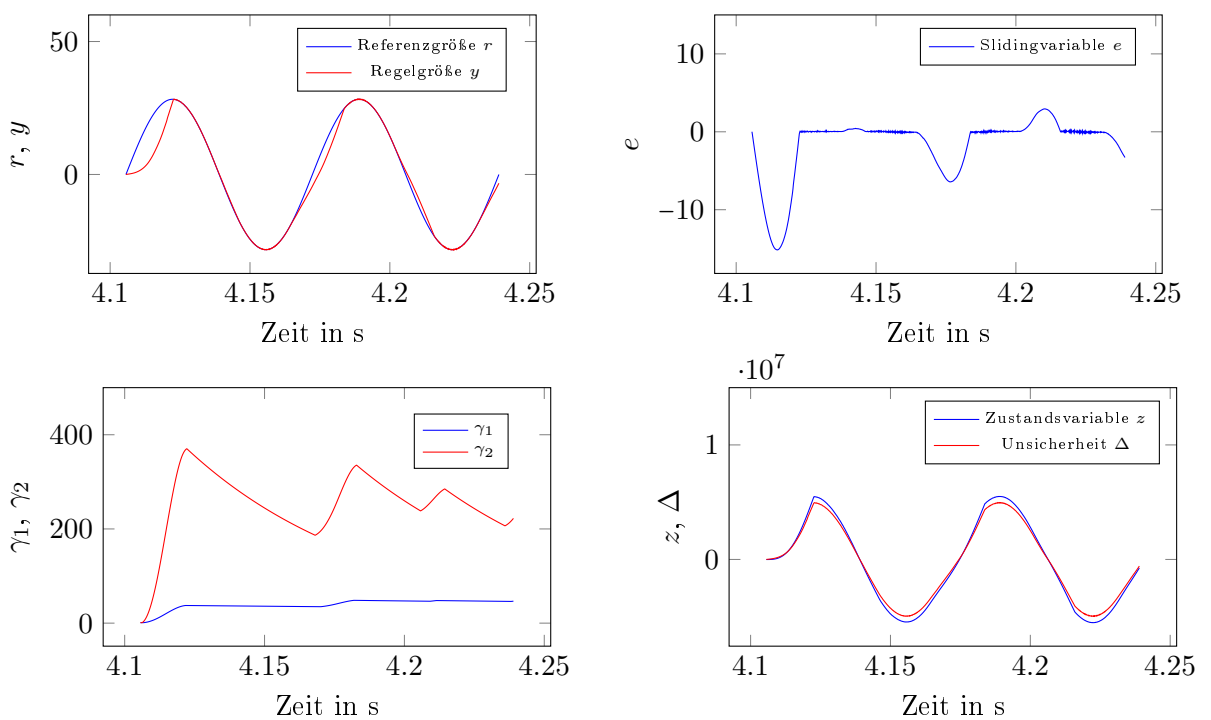 50
0
r, y
Referenzgröße r
Regelgröße y
4.1 4.15 4.2 4.25
Zeit in s
10
0
−10
e
Slidingvariable e
4.1 4.15 4.2 4.25
Zeit in s
400
200
0
γ1, γ2
γ1
γ2
4.1 4.15 4.2 4.25
Zeit in s
·10^7
1
0
z, Δ
Zustandsvariable z
Unsicherheit Δ
4.1 4.15 4.2 4.25
Zeit in s